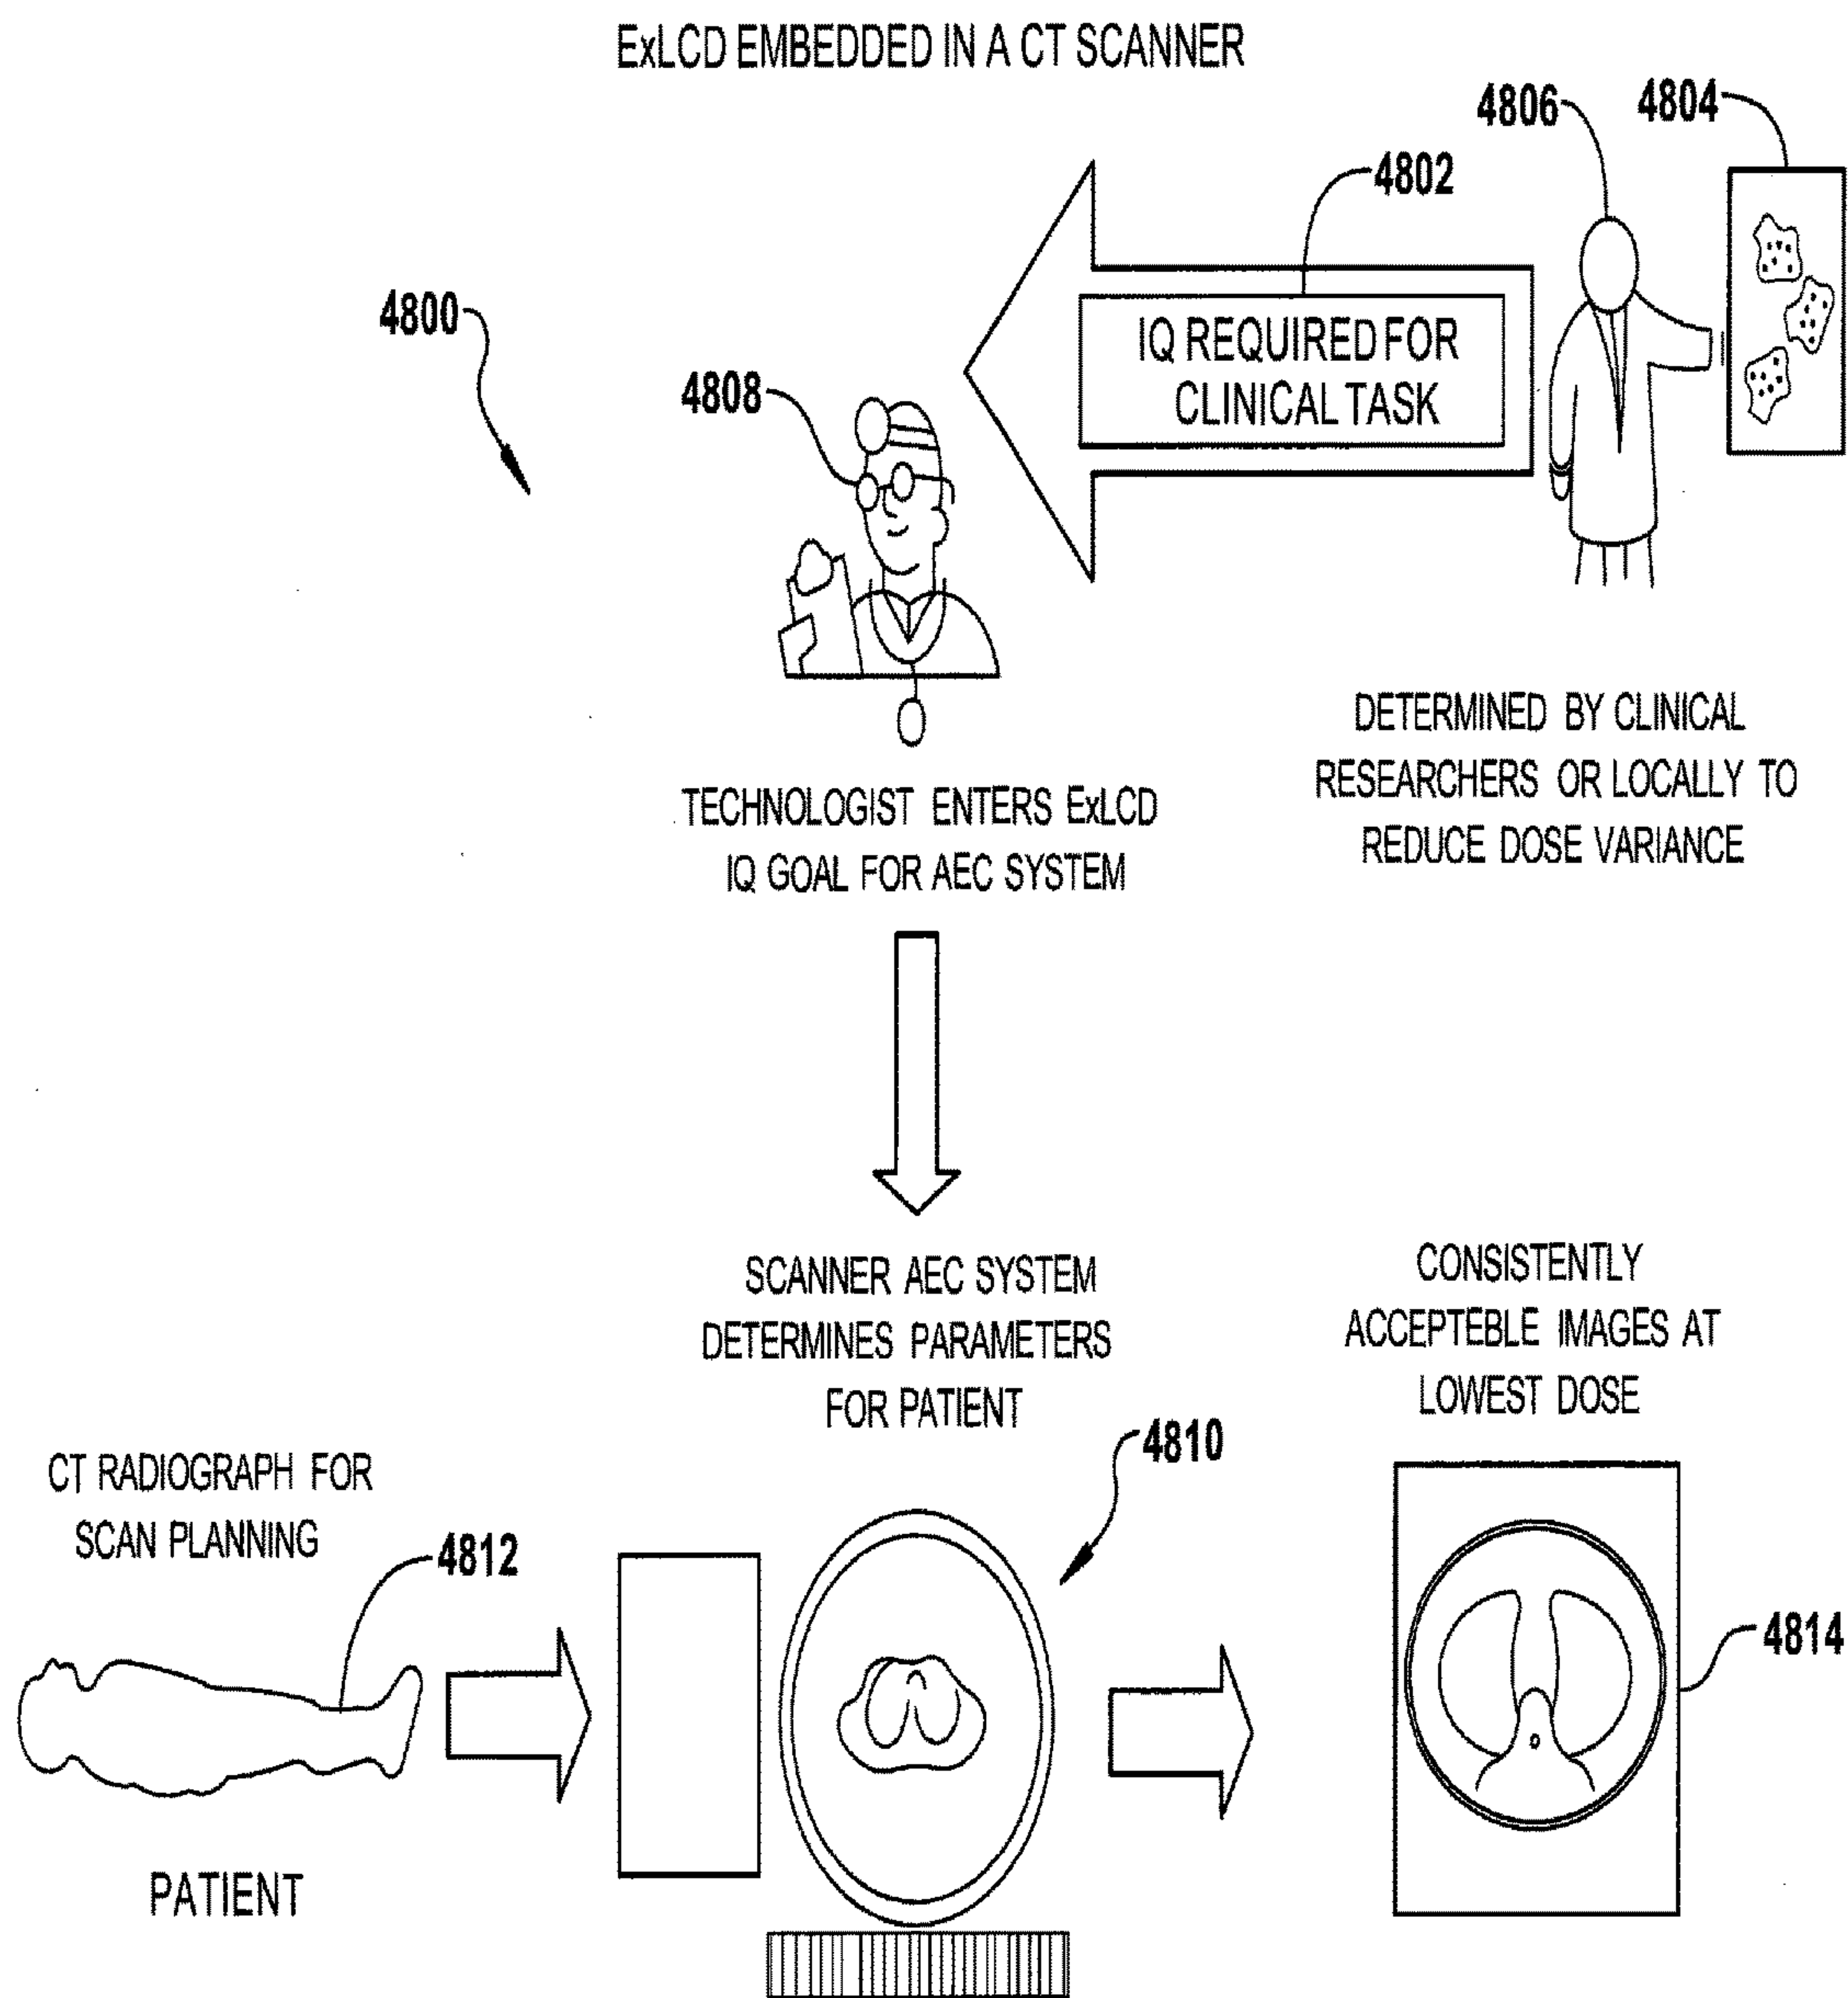 ExLCD EMBEDDED IN A CT SCANNER
4806
4804
4802
4800
IQ REQUIRED FOR
CLINICAL TASK
4808
DETERMINED BY CLINICAL
RESEARCHERS OR LOCALLY TO
REDUCE DOSE VARIANCE
TECHNOLOGIST ENTERS ExLCD
IQ GOAL FOR AEC SYSTEM
SCANNER AEC SYSTEM
DETERMINES PARAMETERS
FOR PATIENT
CONSISTENTLY
ACCEPTEBLE IMAGES AT
LOWEST DOSE
4810
CT RADIOGRAPH FOR
SCAN PLANNING
4812
4814
PATIENT